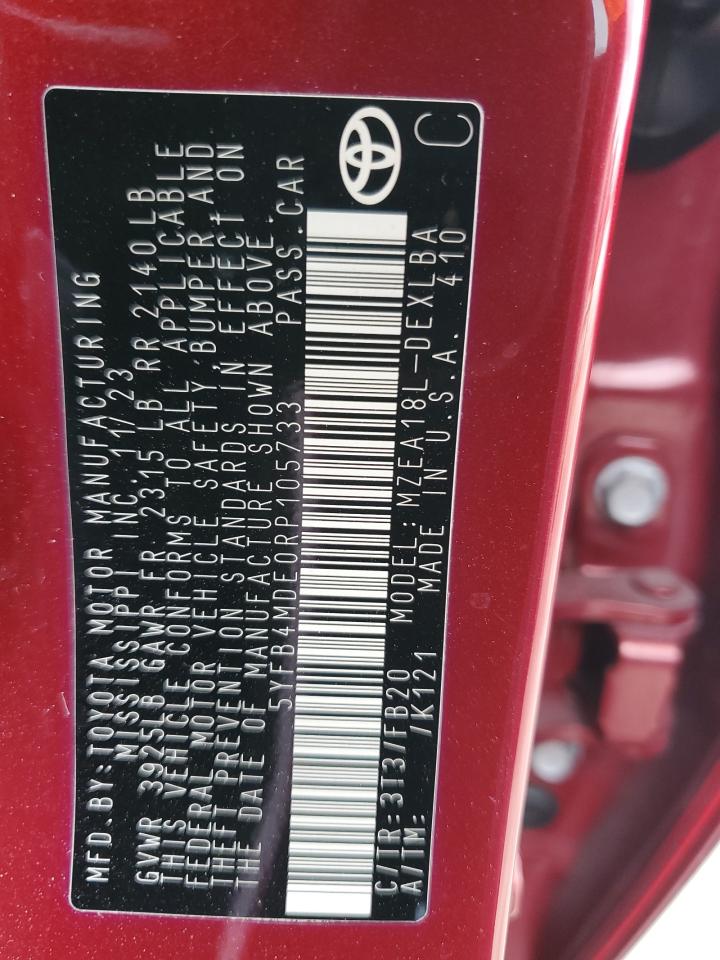 MFD.BY:TOYOTA MOTOR MANUFACTURING
MISSISSIPPI INC. 11/23
GVWR 3925LB GAWR FR 2315 LB RR 2140LB
THIS VEHICLE CONFORMS TO ALL APPLICABLE
FEDERAL MOTOR VEHICLE SAFETY, BUMPER AND
THEFT PREVENTION STANDARDS IN EFFECT ON
THE DATE OF MANUFACTURE SHOWN ABOVE.
5YFB4MDE0RP105733 PASS.CAR
C/TR:3T3/FB20 MODEL:MZEA18L-DEXLBA
A/TM: /K121 MADE IN U.S.A. 410
C